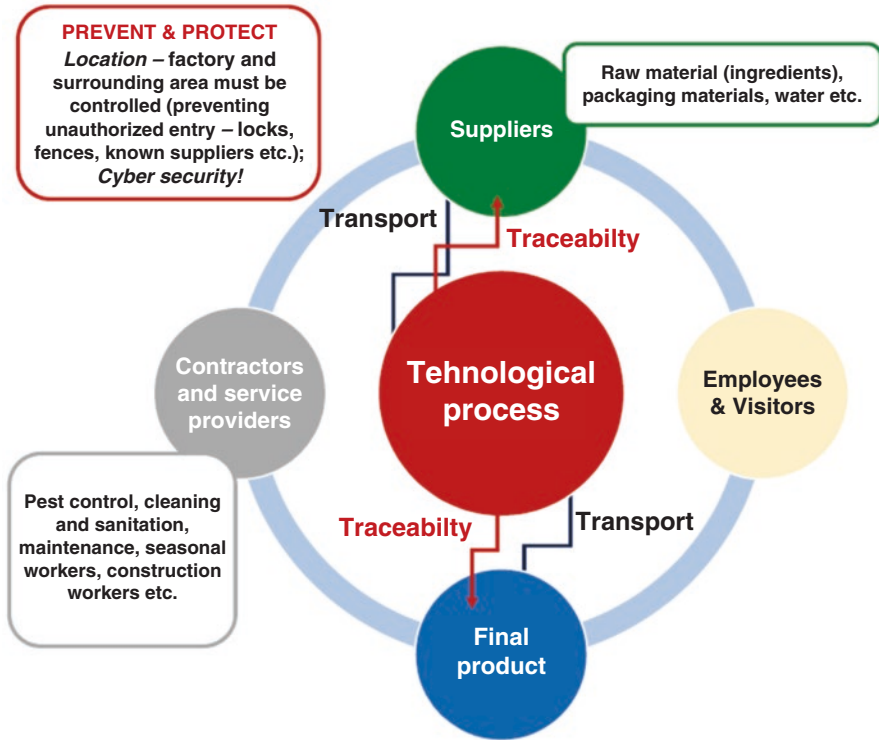 PREVENT & PROTECT
Location – factory and
surrounding area must be
controlled (preventing
unauthorized entry – locks,
fences, known suppliers etc.);
Cyber security!
Suppliers
Raw material (ingredients),
packaging materials, water etc.
Transport
Traceabilty
Contractors
and service
providers
Tehnological
process
Employees
& Visitors
Pest control, cleaning
and sanitation,
maintenance, seasonal
workers, construction
workers etc.
Traceabilty
Transport
Final
product